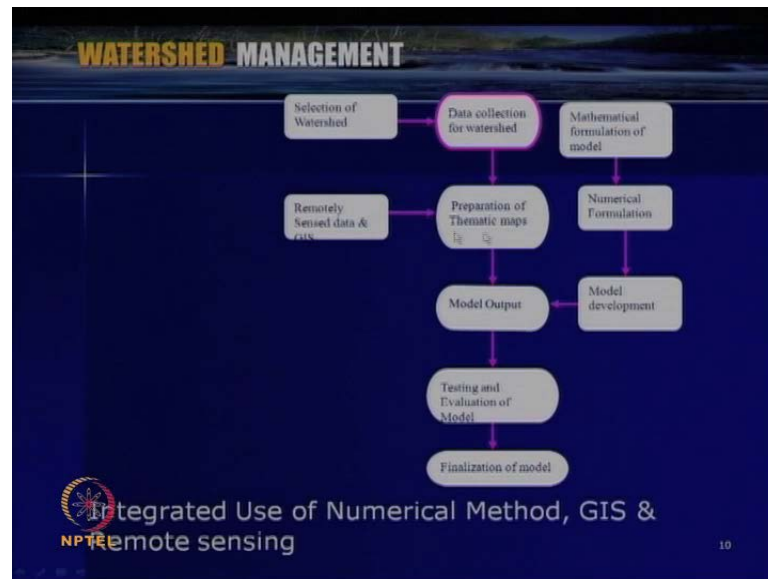 WATERSHED MANAGEMENT
Selection of
Watershed
Data collection
for watershed
Mathematical
formulation of
model
Remotely
Sensed data &
GIS
Preparation of
Thematic maps
Numerical
Formulation
Model Output
Model
development
Testing and
Evaluation of
Model
Finalization of model
Integrated Use of Numerical Method, GIS &
Remote sensing
NPTEL
10